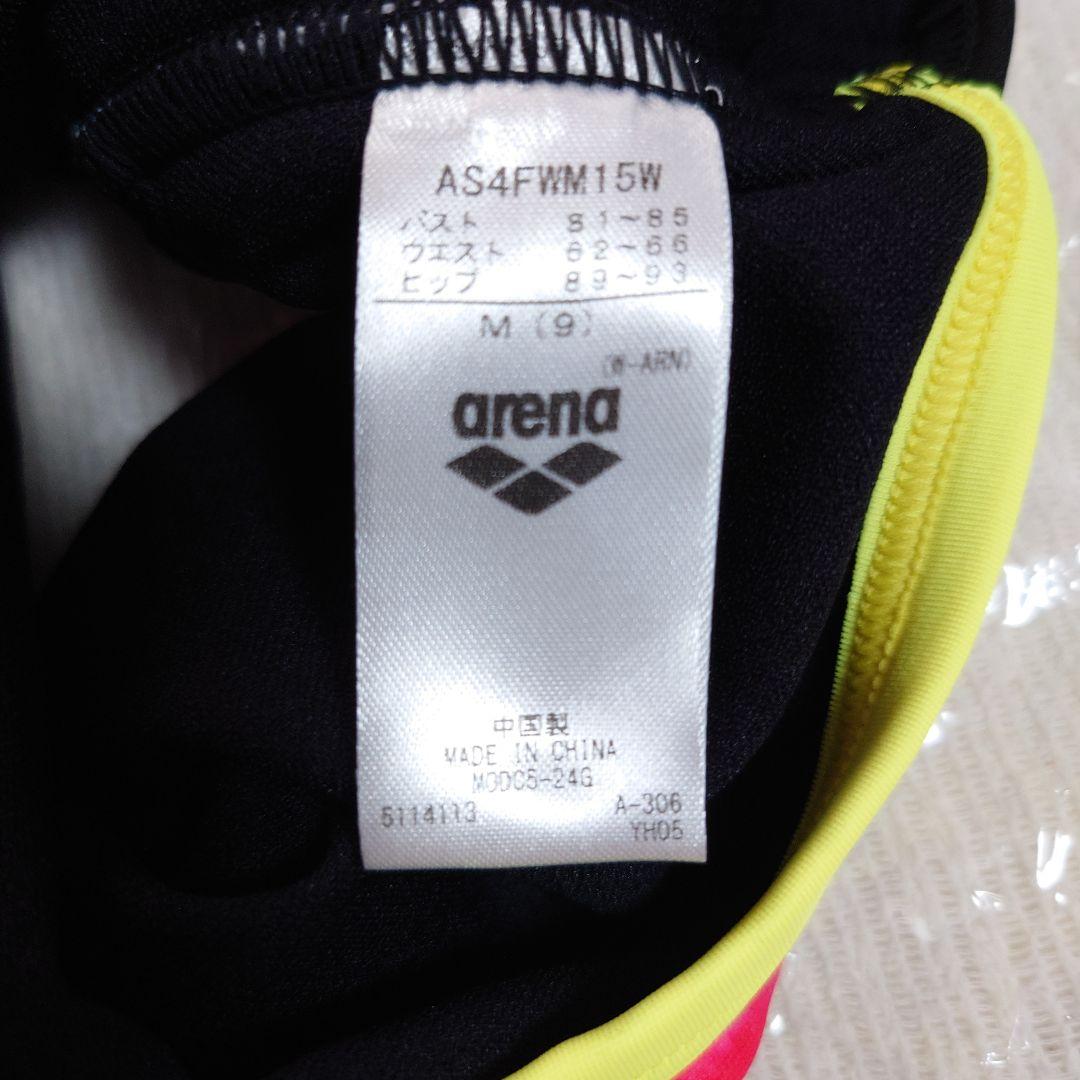 AS4FWM15W
バスト 81~85
ウエスト 62~66
ヒップ 89~93
M (9)
(W-ARN)
arena
中国製
MADE IN CHINA
MODC5-24G
5114113 A-306
YH05